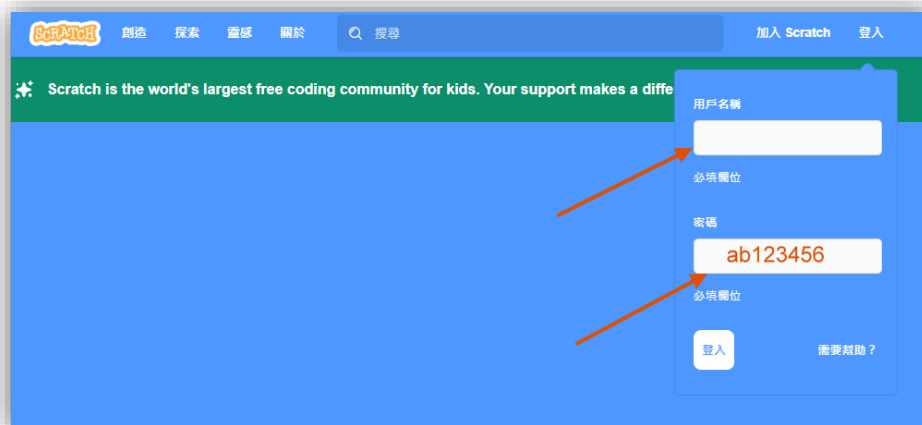 SCRATCH 創造 探索 靈感 關於 搜尋 加入 Scratch 登入
Scratch is the world's largest free coding community for kids. Your support makes a diffe
用戶名稱
必填欄位
密碼
ab123456
必填欄位
登入 需要幫助？